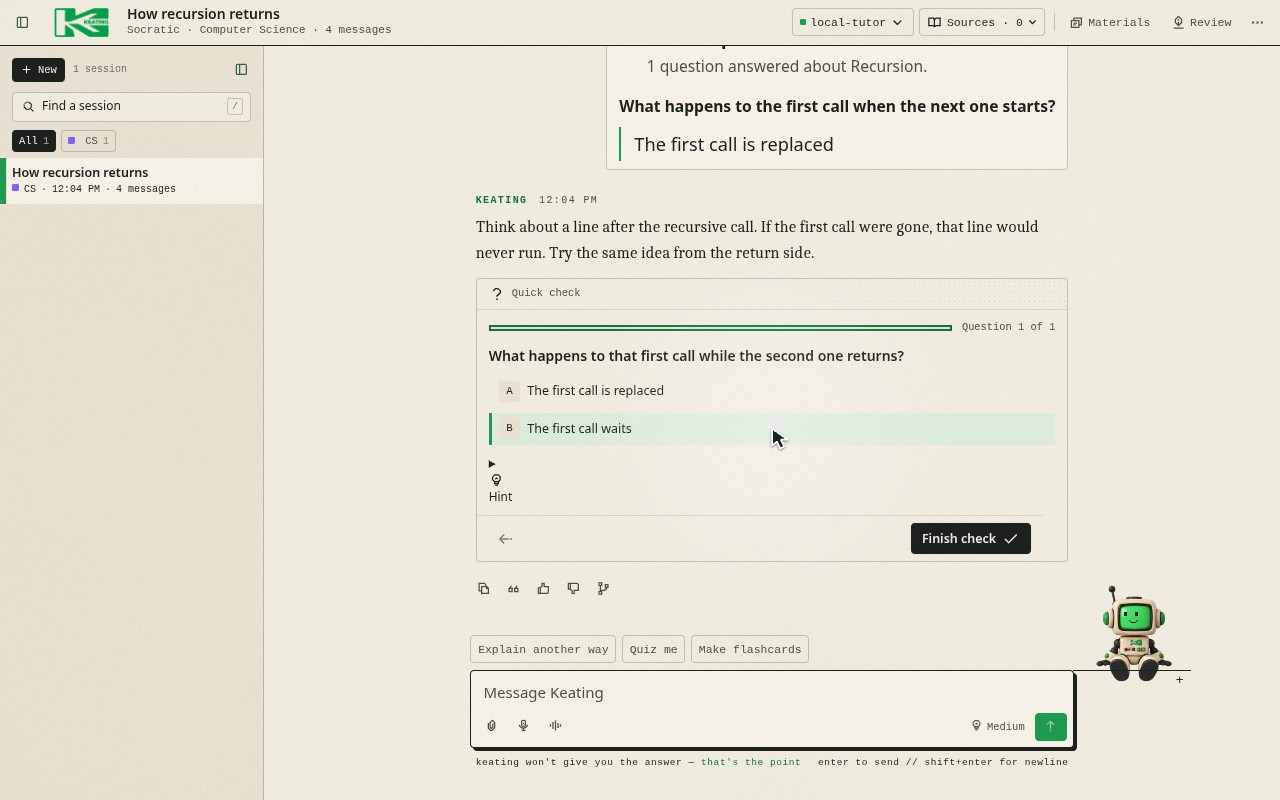 KEATING
How recursion returns
Socratic · Computer Science · 4 messages
local-tutor
Sources · 0
Materials
Review
New
1 session
Find a session
/
All 1
CS 1
How recursion returns
CS · 12:04 PM · 4 messages
1 question answered about Recursion.
What happens to the first call when the next one starts?
The first call is replaced
KEATING 12:04 PM
Think about a line after the recursive call. If the first call were gone, that line would
never run. Try the same idea from the return side.
? Quick check
Question 1 of 1
What happens to that first call while the second one returns?
A The first call is replaced
B The first call waits
Hint
Finish check
Explain another way
Quiz me
Make flashcards
Message Keating
Medium
keating won't give you the answer — that's the point
enter to send // shift+enter for newline